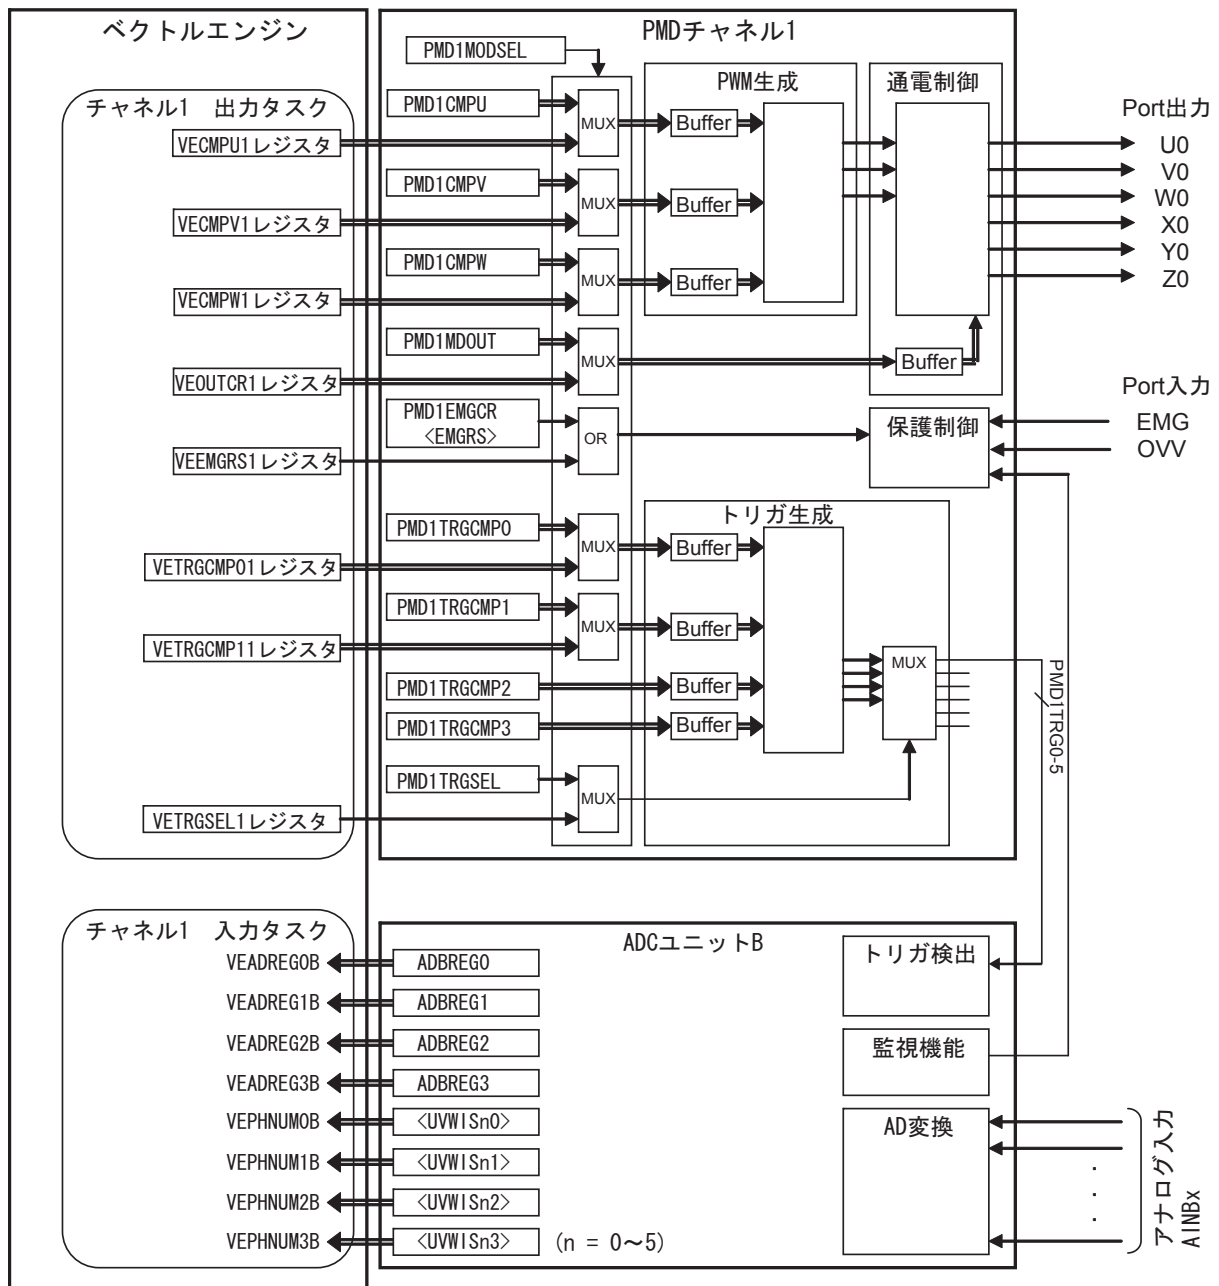 ベクトルエンジン
チャネル1 出力タスク
VECMPU1レジスタ
VECMPV1レジスタ
VECMPW1レジスタ
VEOUTCR1レジスタ
VEEMGRS1レジスタ
VETRGCMP01レジスタ
VETRGCMP11レジスタ
VETRGSEL1レジスタ
PMDチャネル1
PMD1MODSEL
PMD1CMPU
MUX
PMD1CMPV
MUX
PMD1CMPW
MUX
PMD1MDOUT
MUX
PMD1EMGCR
<EMGRS>
OR
PMD1TRGCMP0
MUX
PMD1TRGCMP1
MUX
PMD1TRGCMP2
PMD1TRGCMP3
PMD1TRGSEL
MUX
PWM生成
Buffer
Buffer
Buffer
通電制御
Buffer
保護制御
トリガ生成
Buffer
Buffer
Buffer
Buffer
MUX
PMD1TRG0-5
Port出力
U0
V0
W0
X0
Y0
Z0
Port入力
EMG
OVV
チャネル1 入力タスク
VEADREG0B
VEADREG1B
VEADREG2B
VEADREG3B
VEPHNUM0B
VEPHNUM1B
VEPHNUM2B
VEPHNUM3B
ADCユニットB
ADBREG0
ADBREG1
ADBREG2
ADBREG3
<UVWISn0>
<UVWISn1>
<UVWISn2>
<UVWISn3>
(n = 0～5)
トリガ検出
監視機能
AD変換
アナログ入力
AINBx